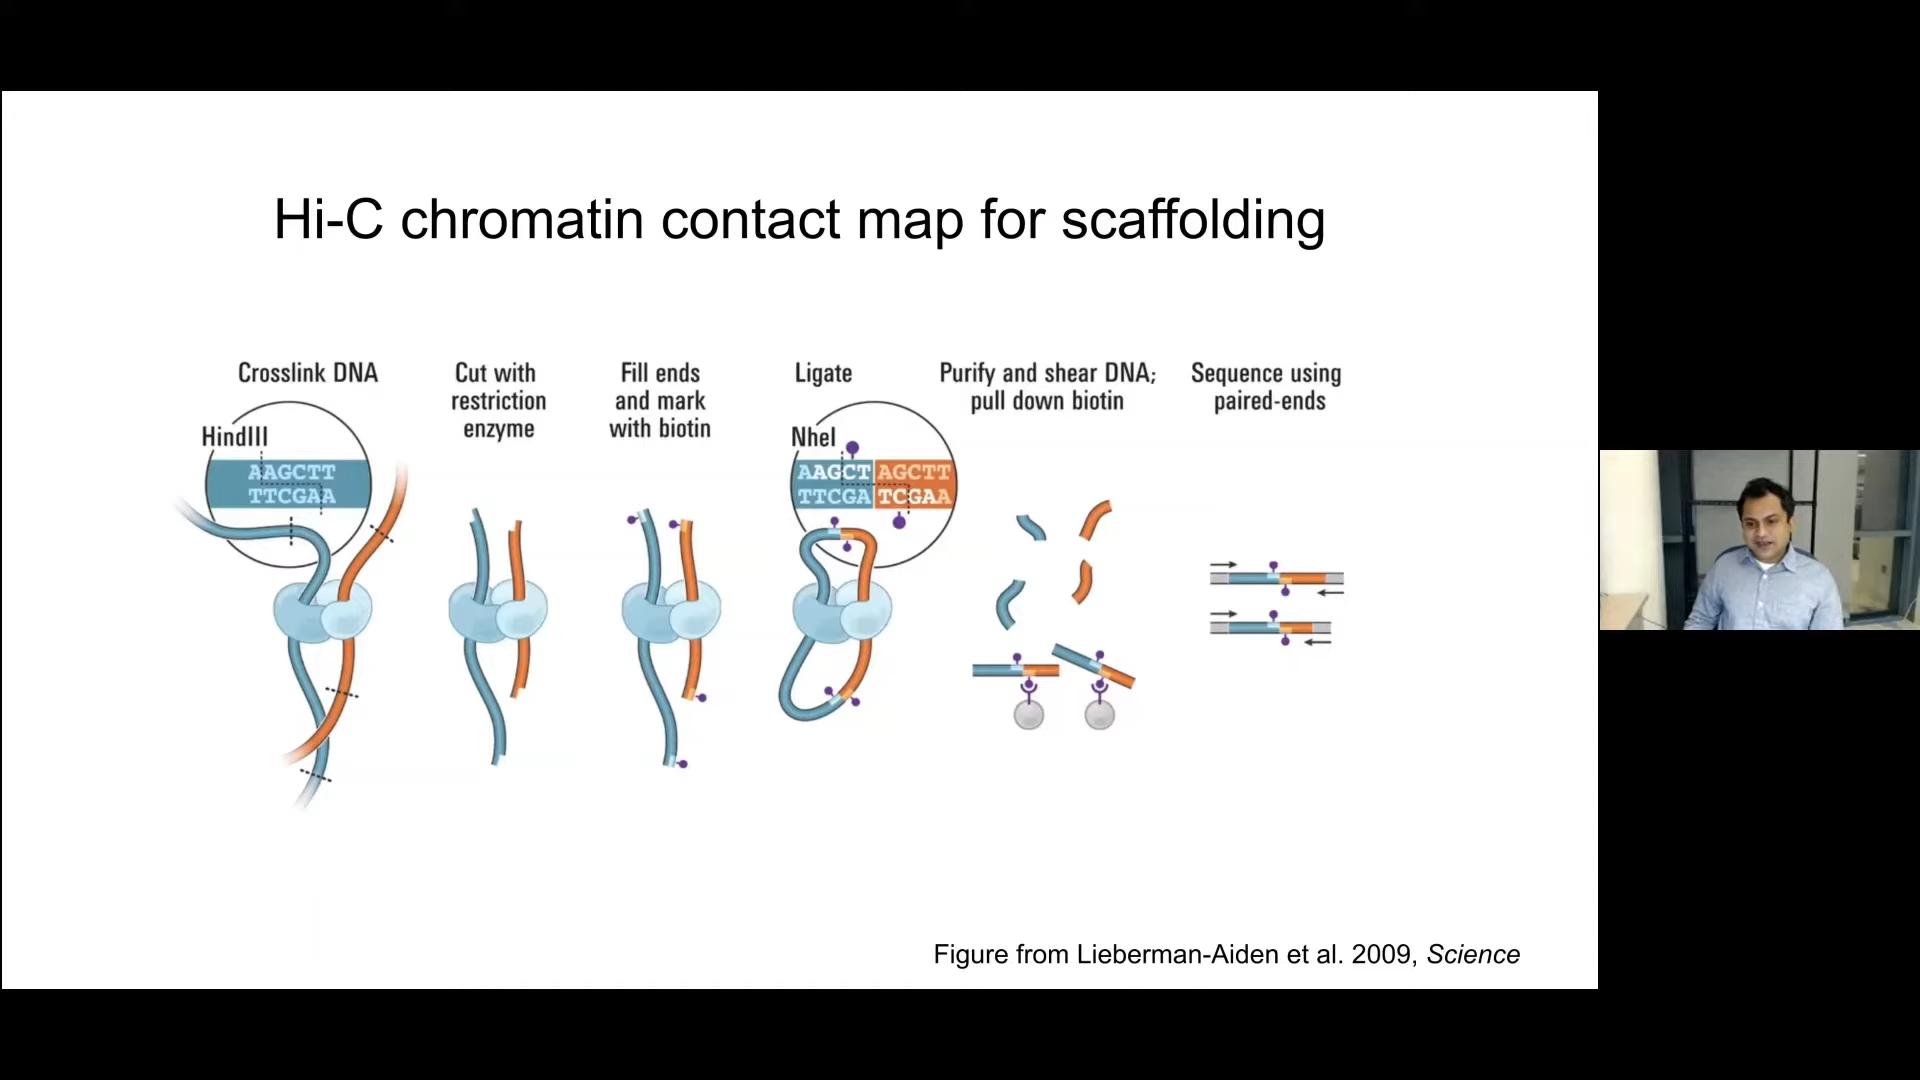 Hi-C chromatin contact map for scaffolding
Crosslink DNA
HindIII
AAGCTT
TTCGAA
Cut with
restriction
enzyme
Fill ends
and mark
with biotin
Ligate
NheI
AAGCT AGCTT
TTCGA TCGAA
Purify and shear DNA;
pull down biotin
Sequence using
paired-ends
Figure from Lieberman-Aiden et al. 2009, Science